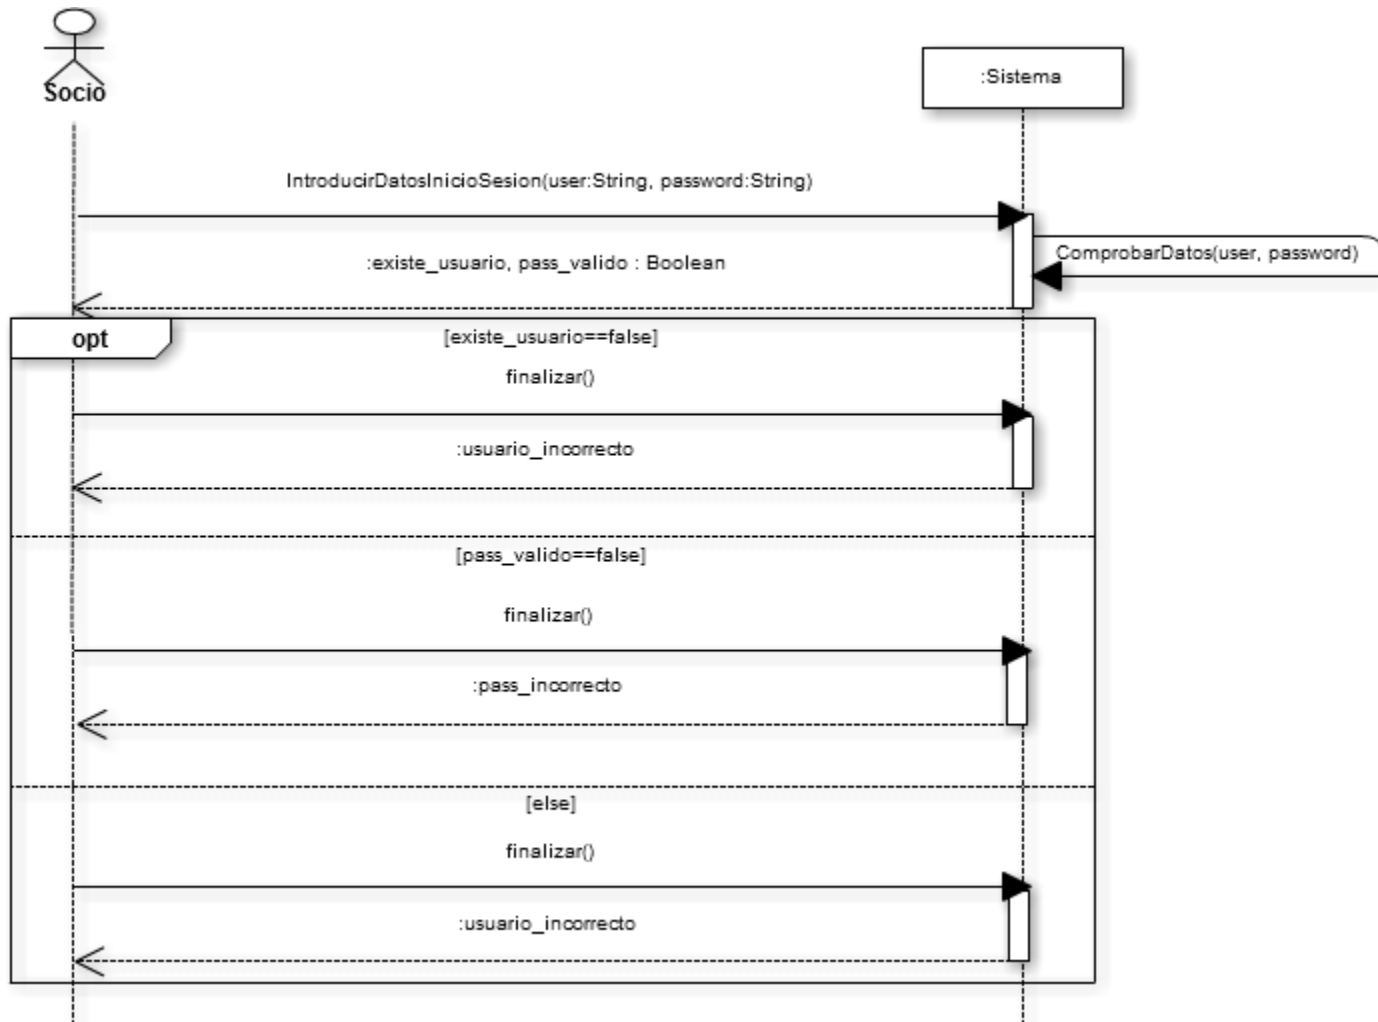 Socio
:Sistema
IntroducirDatosInicioSesion(user:String, password:String)
ComprobarDatos(user, password)
:existe_usuario, pass_valido : Boolean
opt
[existe_usuario==false]
finalizar()
:usuario_incorrecto
[pass_valido==false]
finalizar()
:pass_incorrecto
[else]
finalizar()
:usuario_incorrecto